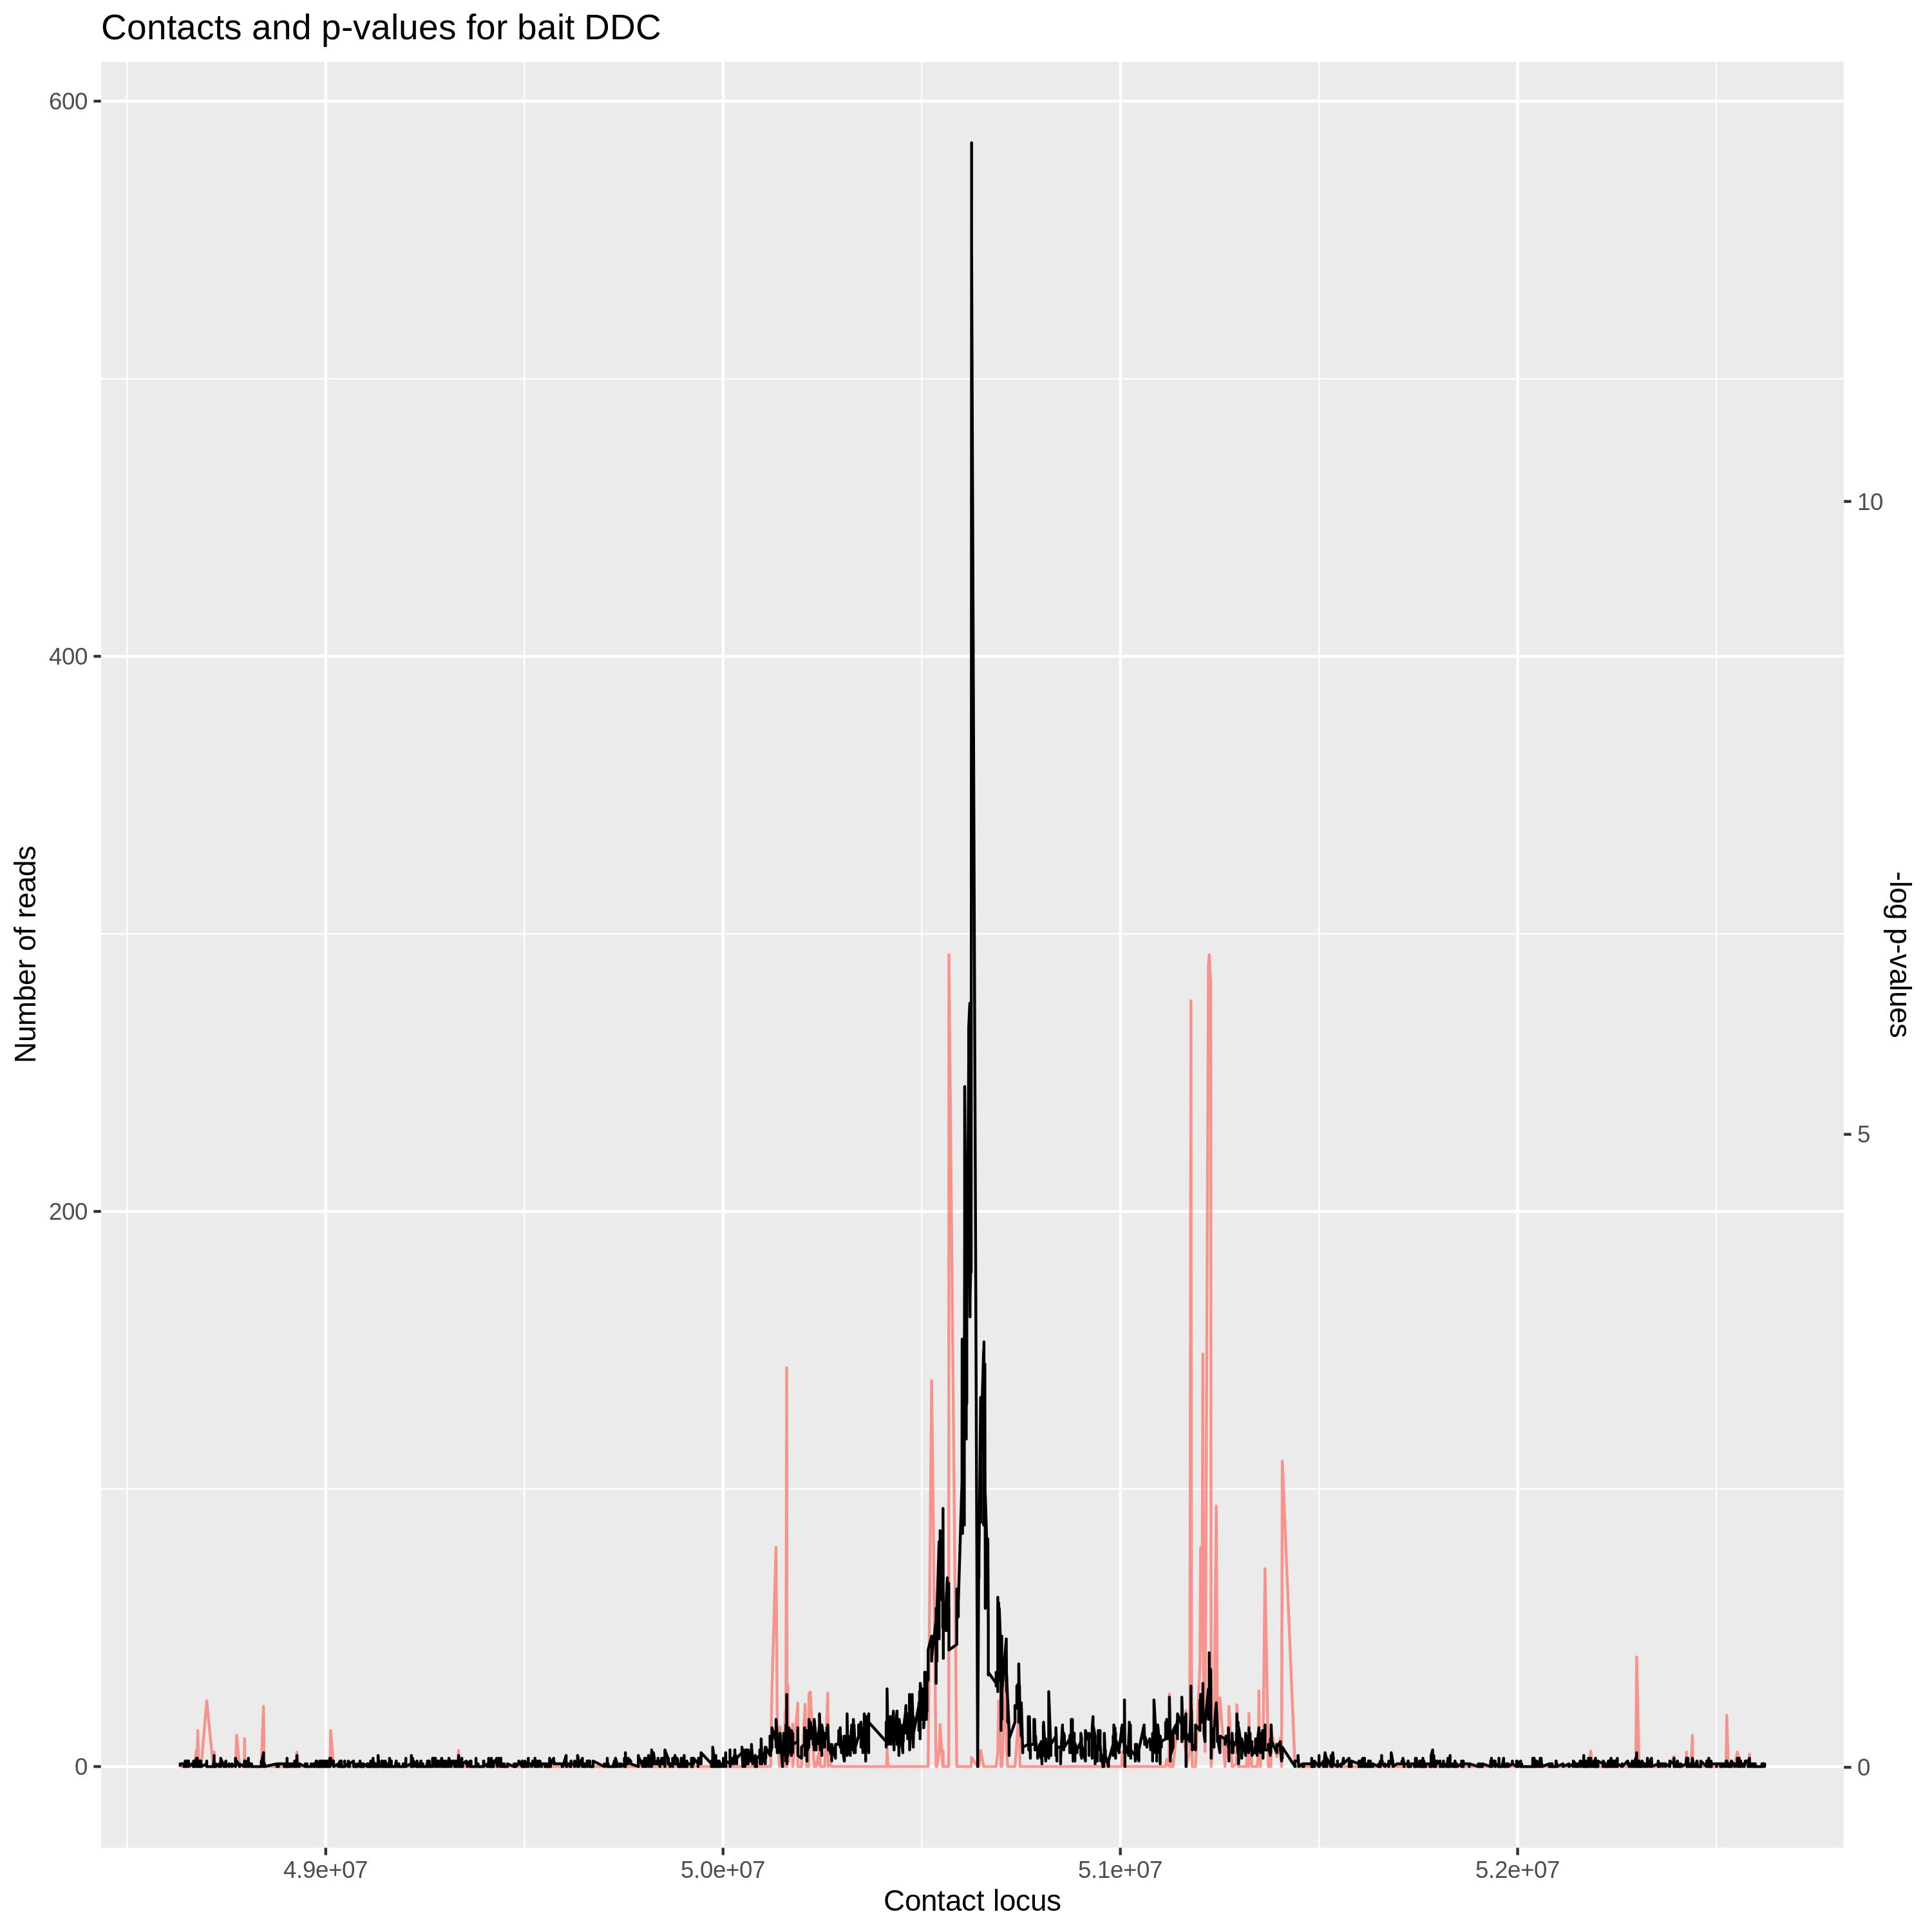 Contacts and p-values for bait DDC
600
400
200
0
Number of reads
10
5
0
-log p-values
4.9e+07
5.0e+07
5.1e+07
5.2e+07
Contact locus